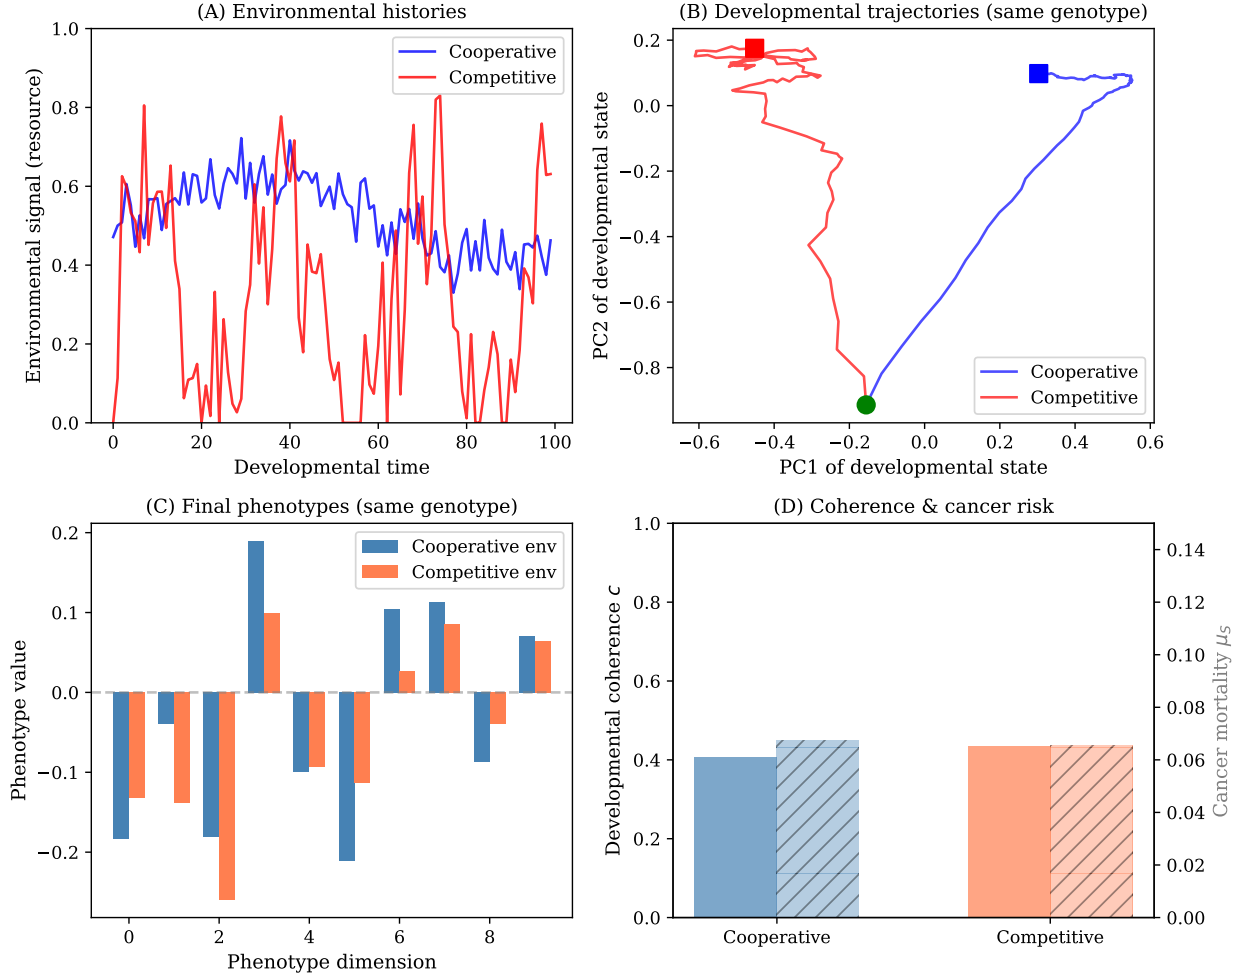 (A) Environmental histories
Environmental signal (resource)
1.0
0.8
0.6
0.4
0.2
0.0
Cooperative
Competitive
0
20
40
60
80
100
Developmental time
(B) Developmental trajectories (same genotype)
PC2 of developmental state
0.2
0.0
−0.2
−0.4
−0.6
−0.8
Cooperative
Competitive
−0.6
−0.4
−0.2
0.0
0.2
0.4
0.6
PC1 of developmental state
(C) Final phenotypes (same genotype)
Phenotype value
0.2
0.1
0.0
−0.1
−0.2
Cooperative env
Competitive env
0
2
4
6
8
Phenotype dimension
(D) Coherence & cancer risk
Developmental coherence c
1.0
0.8
0.6
0.4
0.2
0.0
Cooperative
Competitive
0.14
0.12
0.10
0.08
0.06
0.04
0.02
0.00
Cancer mortality μS